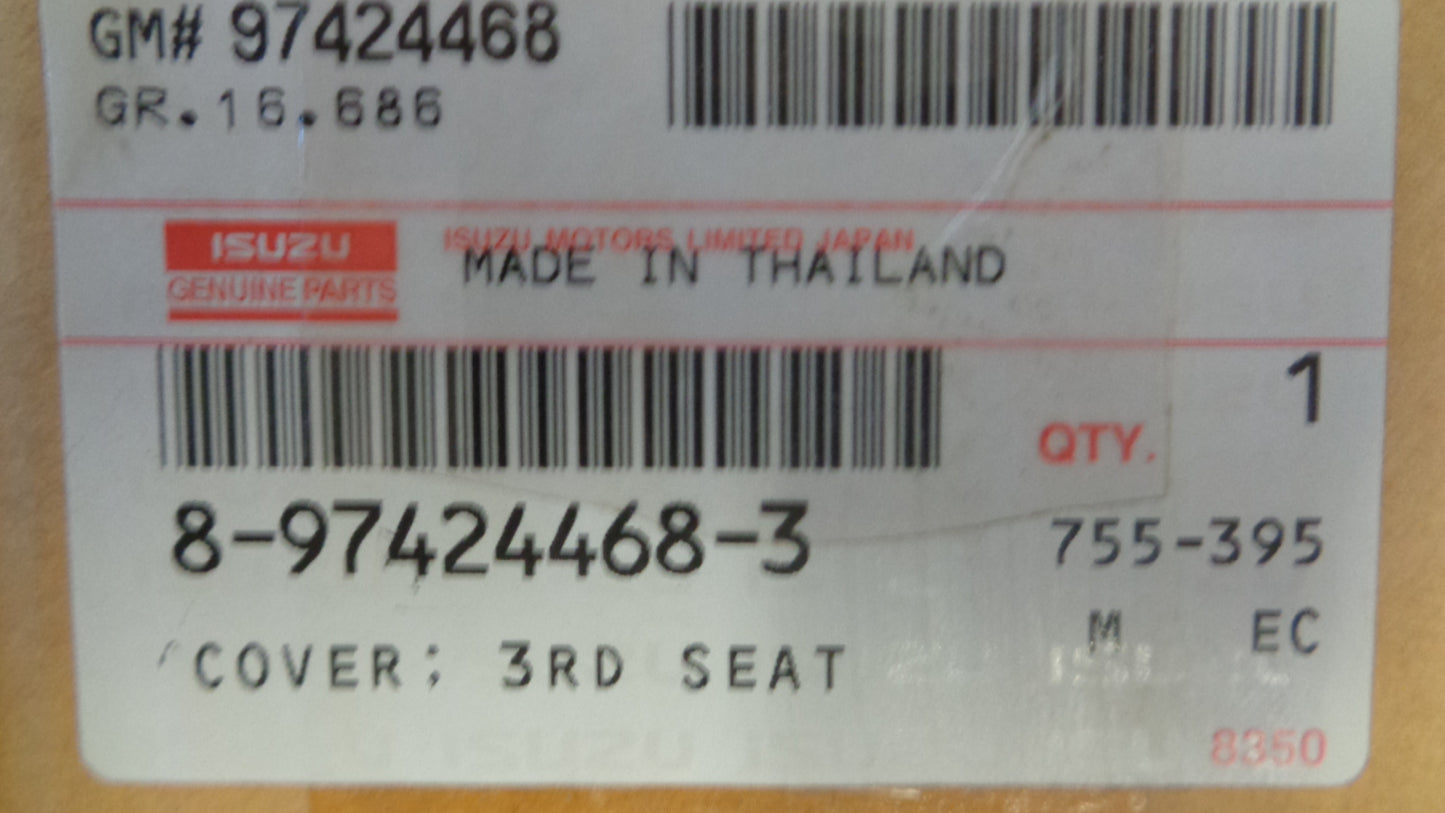 GM# 97424468
GR.16.686
ISUZU
GENUINE PARTS
ISUZU MOTORS LIMITED JAPAN
MADE IN THAILAND
1
QTY.
8-97424468-3
755-395
M EC
COVER; 3RD SEAT
8350